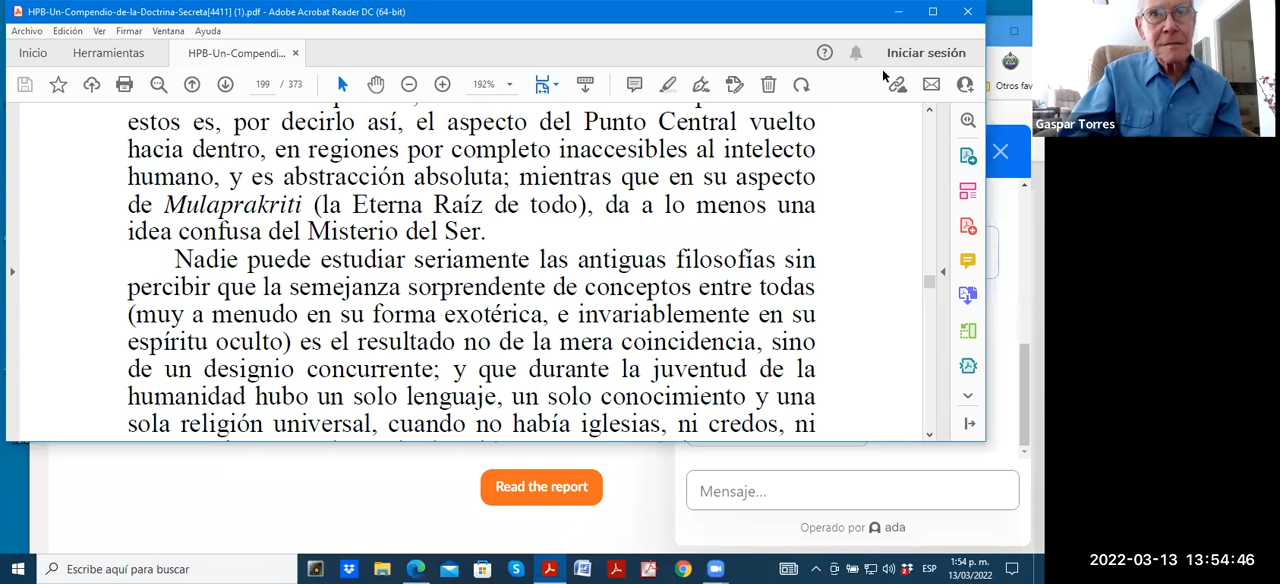 HPB-Un-Compendio-de-la-Doctrina-Secreta[4411] (1).pdf - Adobe Acrobat Reader DC (64-bit)
Archivo Edición Ver Firmar Ventana Ayuda
Inicio Herramientas HPB-Un-Compendi... × Iniciar sesión
199 / 373 192%
Otros fav
Gaspar Torres
estos es, por decirlo así, el aspecto del Punto Central vuelto
hacia dentro, en regiones por completo inaccesibles al intelecto
humano, y es abstracción absoluta; mientras que en su aspecto
de Mulaprakriti (la Eterna Raíz de todo), da a lo menos una
idea confusa del Misterio del Ser.
Nadie puede estudiar seriamente las antiguas filosofías sin
percibir que la semejanza sorprendente de conceptos entre todas
(muy a menudo en su forma exotérica, e invariablemente en su
espíritu oculto) es el resultado no de la mera coincidencia, sino
de un designio concurrente; y que durante la juventud de la
humanidad hubo un solo lenguaje, un solo conocimiento y una
sola religión universal, cuando no había iglesias, ni credos, ni
Read the report
Mensaje...
Operado por ada
Escribe aquí para buscar
ESP
1:54 p. m.
13/03/2022
2022-03-13 13:54:46